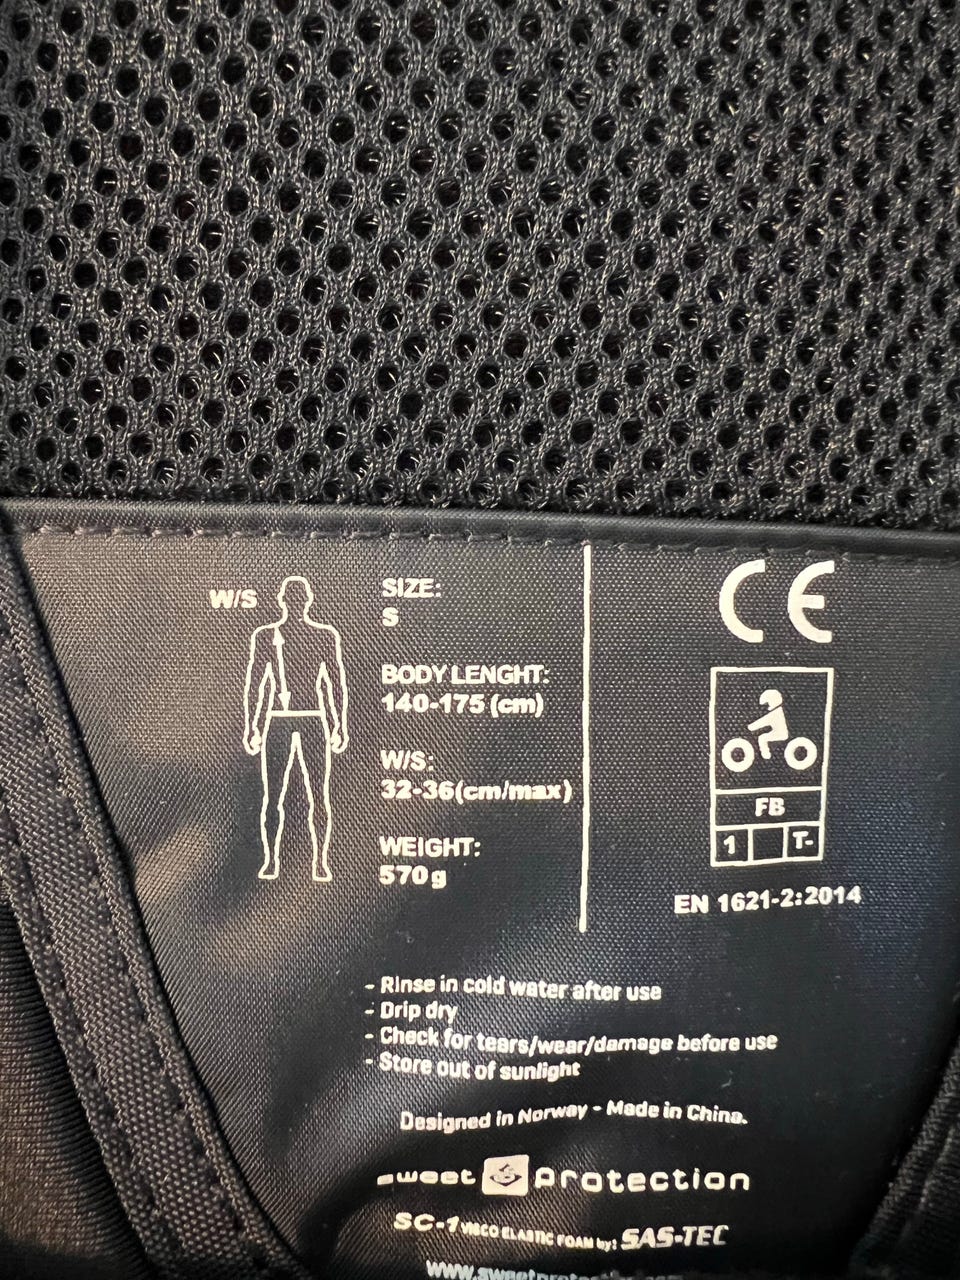 W/S
SIZE:
S
BODY LENGHT:
140-175 (cm)
W/S:
32-36(cm/max)
WEIGHT:
570g
CE
FB
1 T-
EN 1621-2:2014
- Rinse in cold water after use
- Drip dry
- Check for tears/wear/damage before use
- Store out of sunlight
Designed in Norway - Made in China.
sweet protection
SC-1 VISCO ELASTIC FOAM by: SAS-TEC